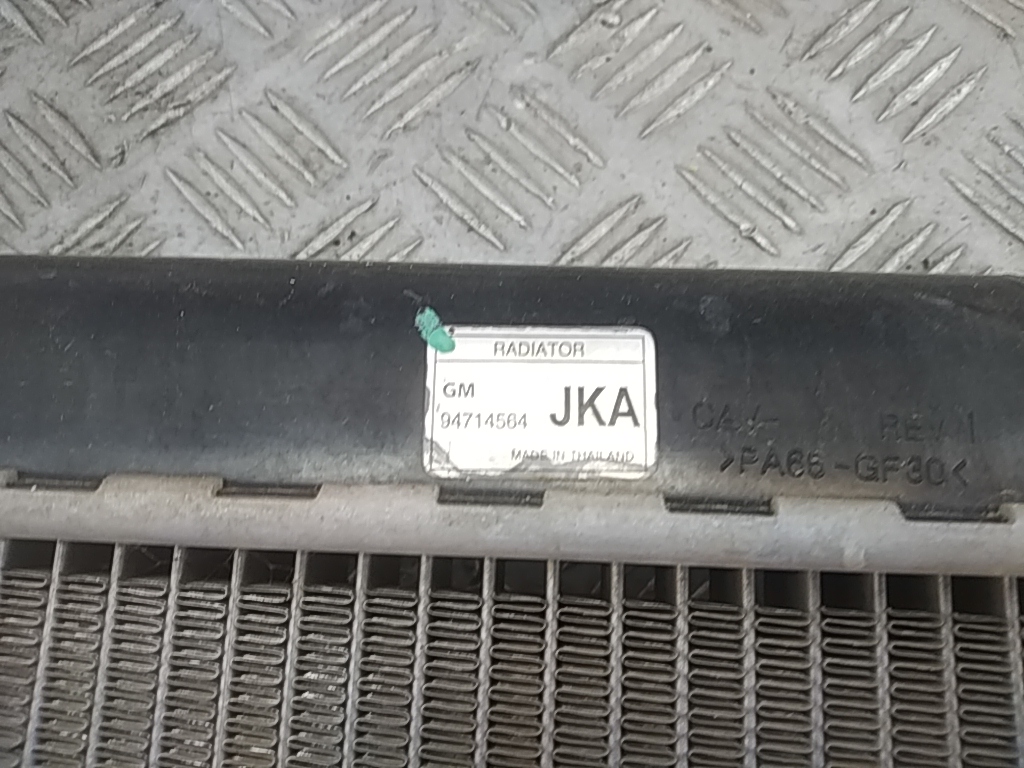 RADIATOR
GM
94714564
JKA
MADE IN THAILAND
REV 1
>PA66-GF30<